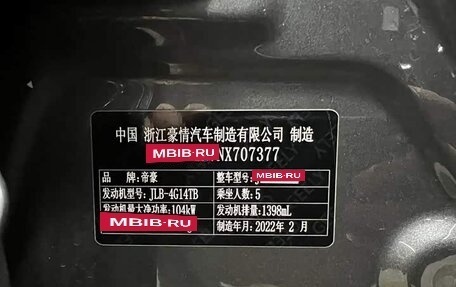 中国 浙江豪情汽车制造有限公司 制造
MBIB-RU NX707377
品 牌:帝豪 整车型号: MBIB-RU
发动机型号: JLB-4G14TB 乘坐人数: 5
发动机最大净功率: 104kW 发动机排量: 1398mL
MBIB-RU 制造年月: 2022年 2 月